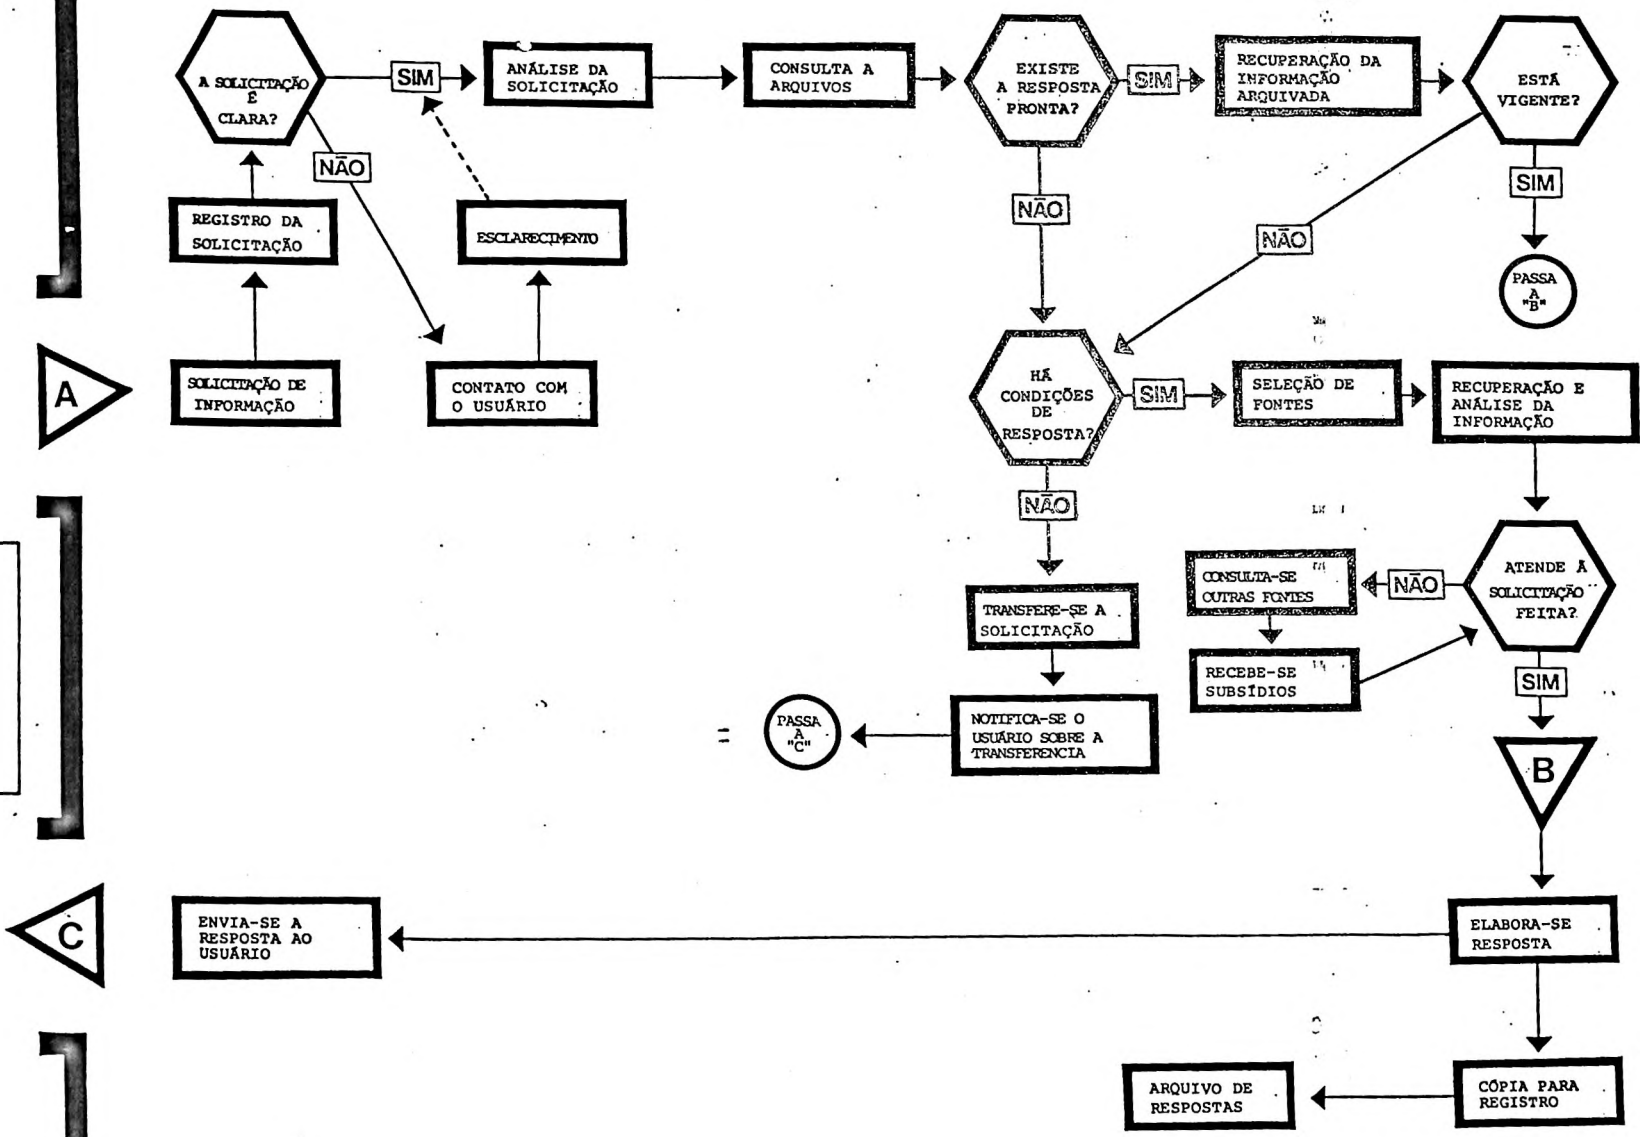 A SOLICITAÇÃO
É
CLARA?
SIM
ANÁLISE DA
SOLICITAÇÃO
CONSULTA A
ARQUIVOS
EXISTE
A RESPOSTA
PRONTA?
SIM
RECUPERAÇÃO DA
INFORMAÇÃO
ARQUIVADA
ESTÁ
VIGENTE?
NÃO
REGISTRO DA
SOLICITAÇÃO
ESCLARECIMENTO
NÃO
NÃO
SIM
PASSA
A
"B"
A
SOLICITAÇÃO DE
INFORMAÇÃO
CONTATO COM
O USUÁRIO
HÁ
CONDIÇÕES
DE
RESPOSTA?
SIM
SELEÇÃO DE
FONTES
RECUPERAÇÃO E
ANÁLISE DA
INFORMAÇÃO
NÃO
TRANSFERE-SE A
SOLICITAÇÃO
CONSULTA-SE
OUTRAS FONTES
NÃO
ATENDE À
SOLICITAÇÃO
FEITA?
RECEBE-SE
SUBSÍDIOS
SIM
PASSA
A
"C"
NOTIFICA-SE O
USUÁRIO SOBRE A
TRANSFERENCIA
B
C
ENVIA-SE A
RESPOSTA AO
USUÁRIO
ELABORA-SE
RESPOSTA
ARQUIVO DE
RESPOSTAS
CÓPIA PARA
REGISTRO